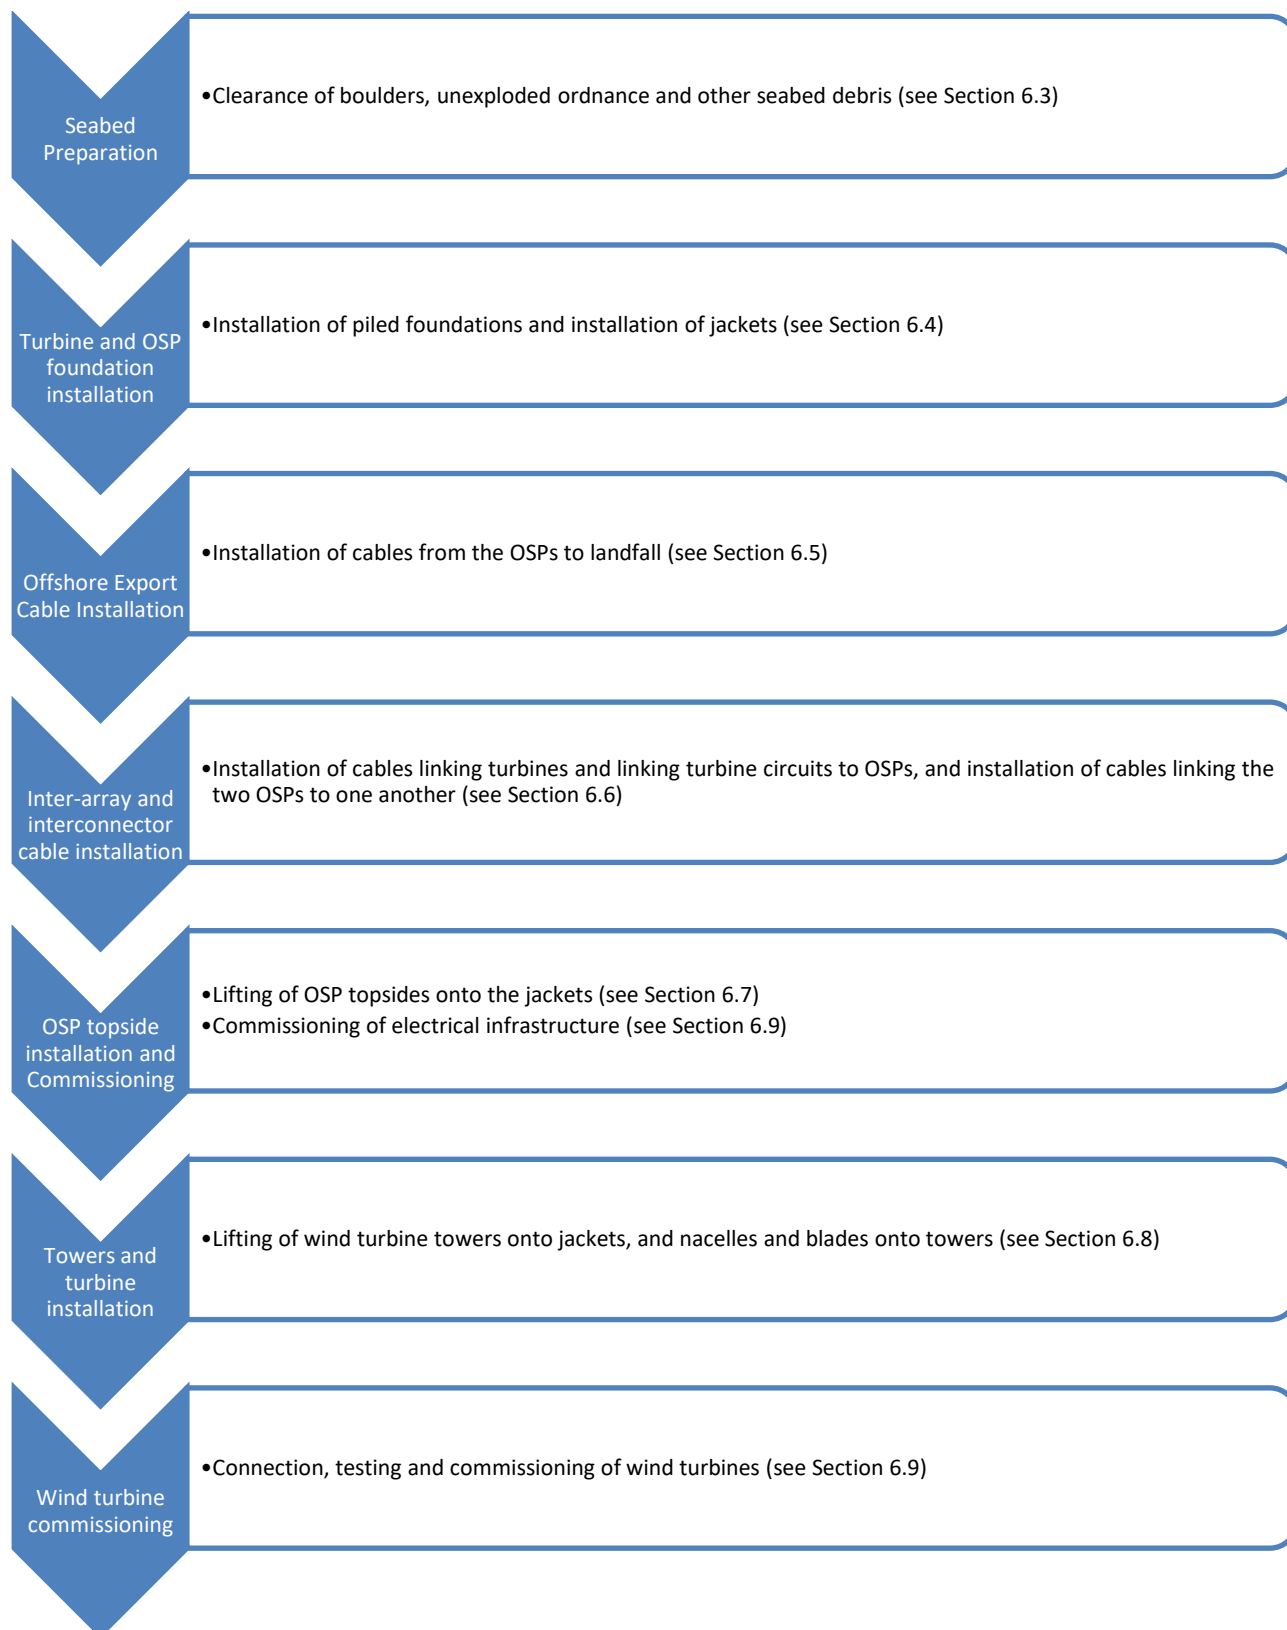 Seabed
Preparation
•Clearance of boulders, unexploded ordnance and other seabed debris (see Section 6.3)
Turbine and OSP
foundation
installation
•Installation of piled foundations and installation of jackets (see Section 6.4)
Offshore Export
Cable Installation
•Installation of cables from the OSPs to landfall (see Section 6.5)
Inter-array and
interconnector
cable installation
•Installation of cables linking turbines and linking turbine circuits to OSPs, and installation of cables linking the
two OSPs to one another (see Section 6.6)
OSP topside
installation and
Commissioning
•Lifting of OSP topsides onto the jackets (see Section 6.7)
•Commissioning of electrical infrastructure (see Section 6.9)
Towers and
turbine
installation
•Lifting of wind turbine towers onto jackets, and nacelles and blades onto towers (see Section 6.8)
Wind turbine
commissioning
•Connection, testing and commissioning of wind turbines (see Section 6.9)